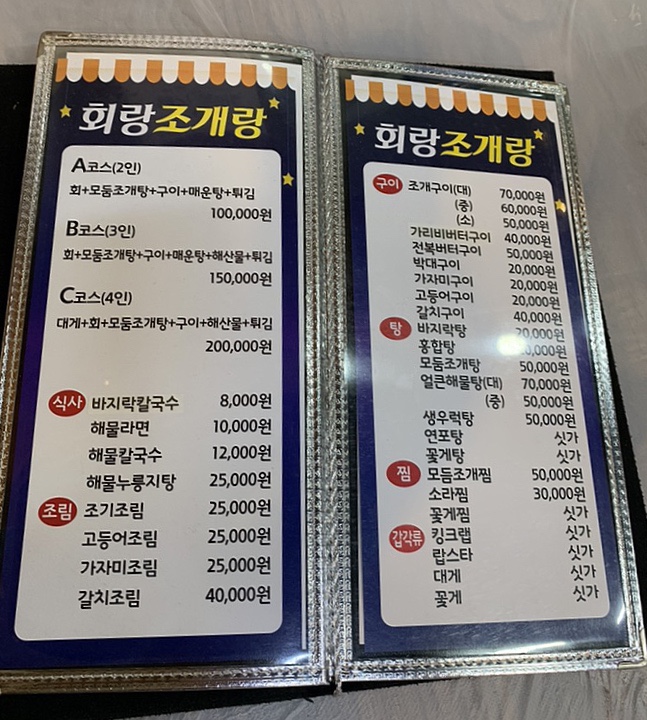 회랑조개랑
A코스(2인)
회+모둠조개탕+구이+매운탕+튀김
100,000원
B코스(3인)
회+모둠조개탕+구이+매운탕+해산물+튀김
150,000원
C코스(4인)
대게+회+모둠조개탕+구이+해산물+튀김
200,000원
식사 바지락칼국수 8,000원
해물라면 10,000원
해물칼국수 12,000원
해물누룽지탕 25,000원
조림 조기조림 25,000원
고등어조림 25,000원
가자미조림 25,000원
갈치조림 40,000원
회랑조개랑
구이 조개구이(대) 70,000원
(중) 60,000원
(소) 50,000원
가리비버터구이 40,000원
전복버터구이 50,000원
박대구이 20,000원
가자미구이 20,000원
고등어구이 20,000원
갈치구이 40,000원
탕 바지락탕 20,000원
홍합탕
모둠조개탕 50,000원
얼큰해물탕(대) 70,000원
(중) 50,000원
생우럭탕 50,000원
연포탕 싯가
꽃게탕 싯가
찜 모듬조개찜 50,000원
소라찜 30,000원
꽃게찜 싯가
갑각류 킹크랩 싯가
랍스타 싯가
대게 싯가
꽃게 싯가